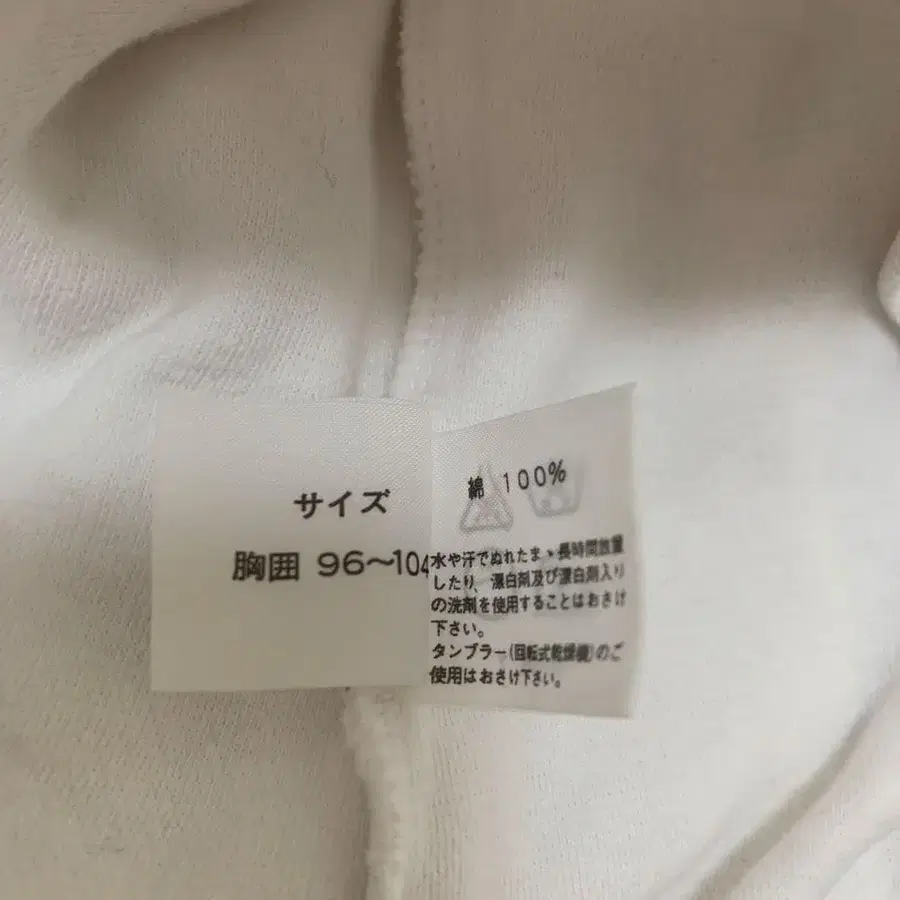 サイズ
胸囲 96〜104
綿 100%
水や汗でぬれたまゝ長時間放置
したり、漂白剤及び漂白剤入り
の洗剤を使用することはおさけ
下さい。
タンブラー(回転式乾燥機)のご
使用はおさけ下さい。